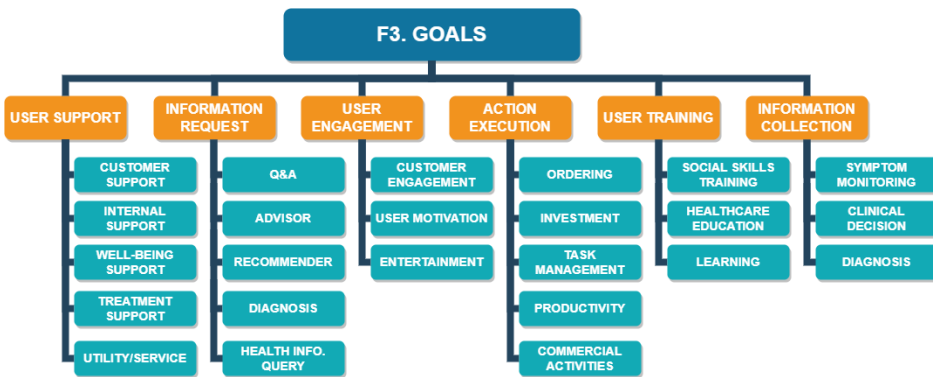 F3. GOALS
USER SUPPORT
CUSTOMER
SUPPORT
INTERNAL
SUPPORT
WELL-BEING
SUPPORT
TREATMENT
SUPPORT
UTILITY/SERVICE
INFORMATION
REQUEST
Q&A
ADVISOR
RECOMMENDER
DIAGNOSIS
HEALTH INFO.
QUERY
USER
ENGAGEMENT
CUSTOMER
ENGAGEMENT
USER MOTIVATION
ENTERTAINMENT
ACTION
EXECUTION
ORDERING
INVESTMENT
TASK
MANAGEMENT
PRODUCTIVITY
COMMERCIAL
ACTIVITIES
USER TRAINING
SOCIAL SKILLS
TRAINING
HEALTHCARE
EDUCATION
LEARNING
INFORMATION
COLLECTION
SYMPTOM
MONITORING
CLINICAL
DECISION
DIAGNOSIS